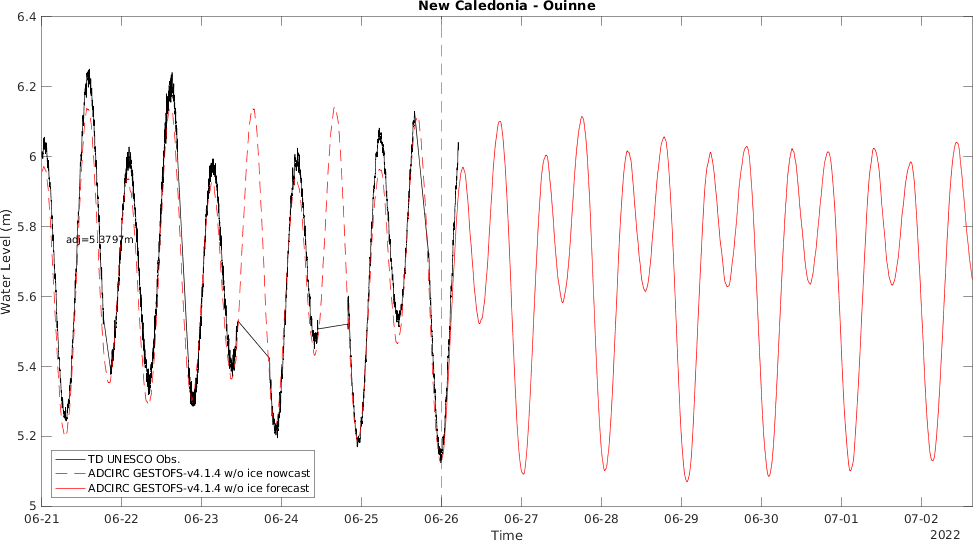 New Caledonia - Ouinne
6.4
6.2
6
5.8
5.6
5.4
5.2
5
Water Level (m)
adj=5.3797m
TD UNESCO Obs.
ADCIRC GESTOFS-v4.1.4 w/o ice nowcast
ADCIRC GESTOFS-v4.1.4 w/o ice forecast
06-21 06-22 06-23 06-24 06-25 06-26 06-27 06-28 06-29 06-30 07-01 07-02
Time
2022